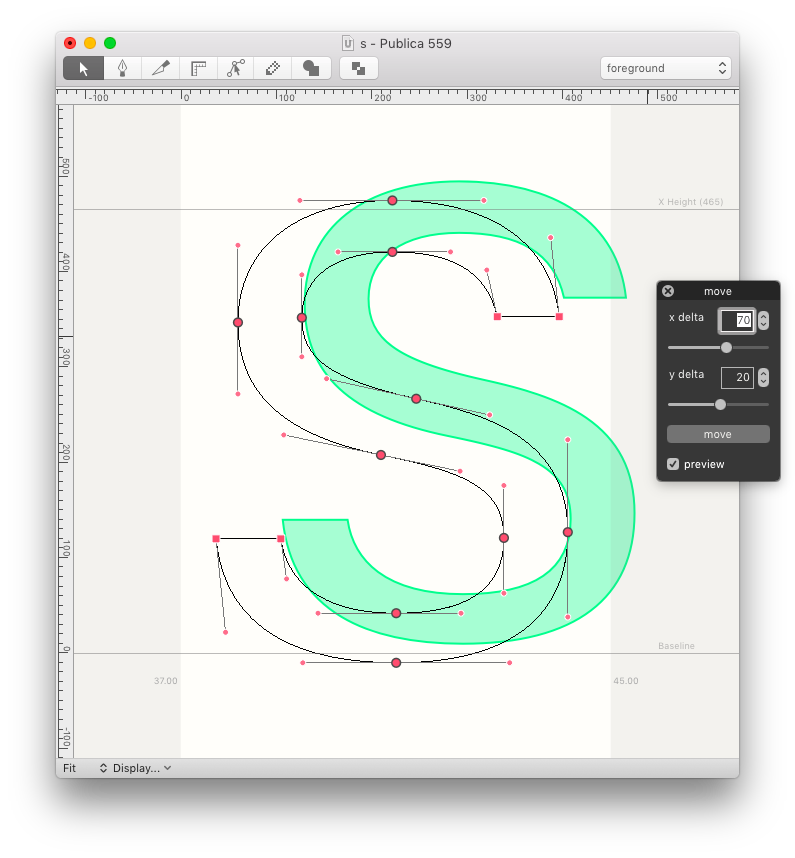 s - Publica 559
foreground
-100 0 100 200 300 400 500
500
400
300
200
100
0
-100
X Height (465)
Baseline
37.00
45.00
move
x delta 70
y delta 20
move
preview
Fit Display...